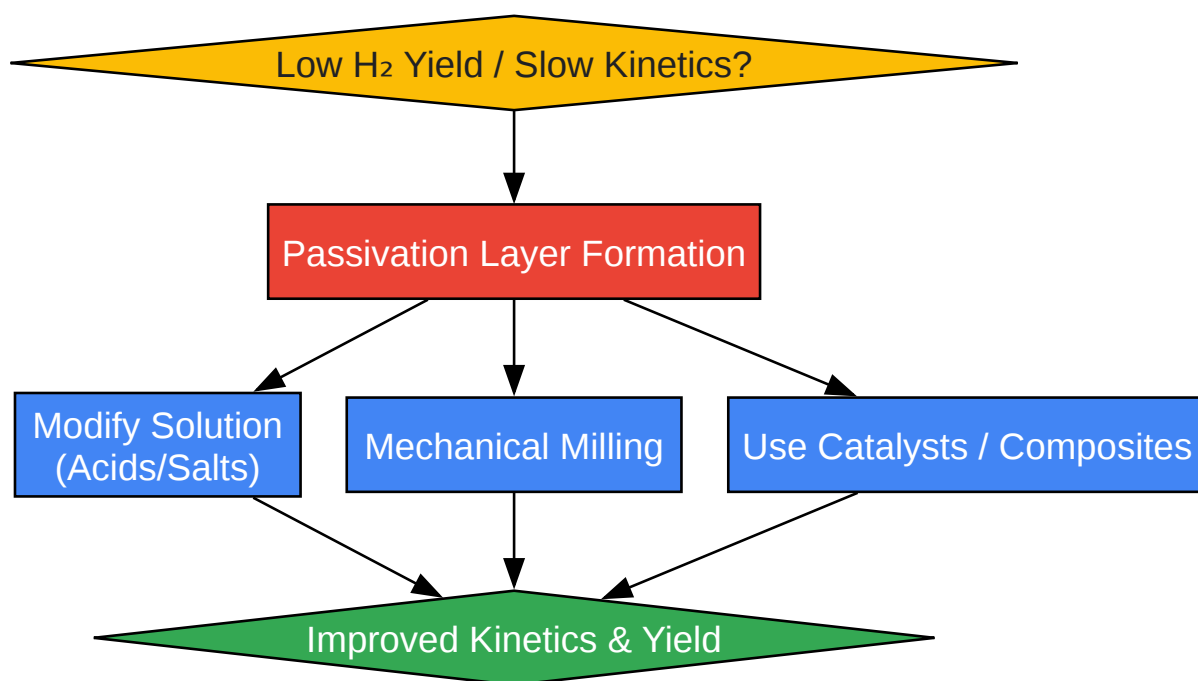 Low H₂ Yield / Slow Kinetics?
Passivation Layer Formation
Modify Solution
(Acids/Salts)
Mechanical Milling
Use Catalysts / Composites
Improved Kinetics & Yield